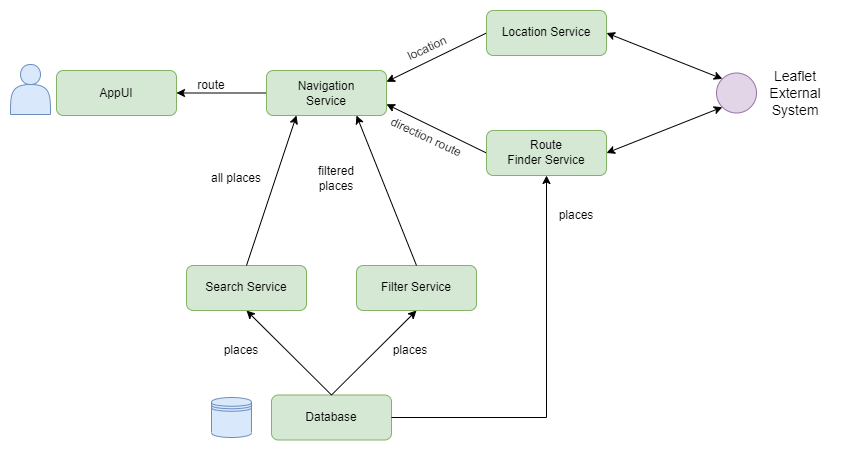 Location Service
location
Leaflet
External
System
AppUI
route
Navigation
Service
direction route
Route
Finder Service
all places
filtered
places
places
Search Service
Filter Service
places
places
Database